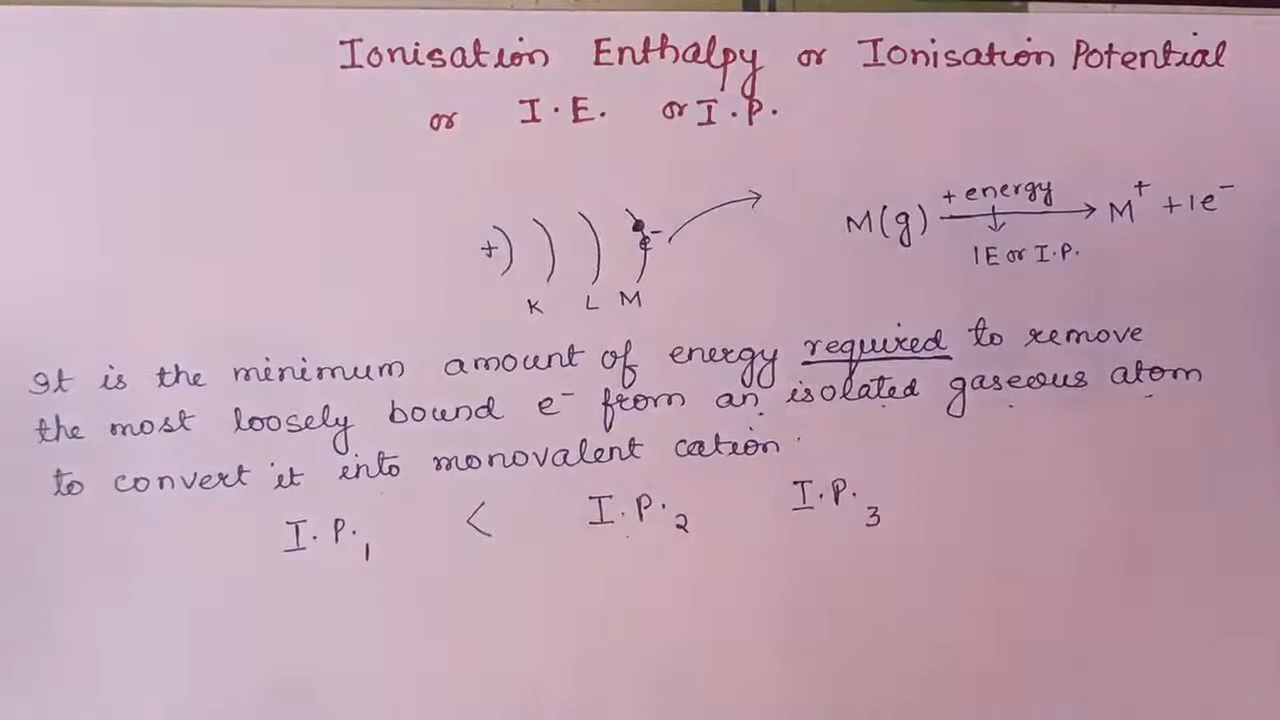 Ionisation Enthalpy or Ionisation Potential
or I.E. or I.P.
+) K L M e-
M(g) + energy → M+ + 1e-
IE or I.P.
It is the minimum amount of energy required to remove
the most loosely bound e- from an isolated gaseous atom
to convert it into monovalent cation.
I.P.1 < I.P.2 I.P.3